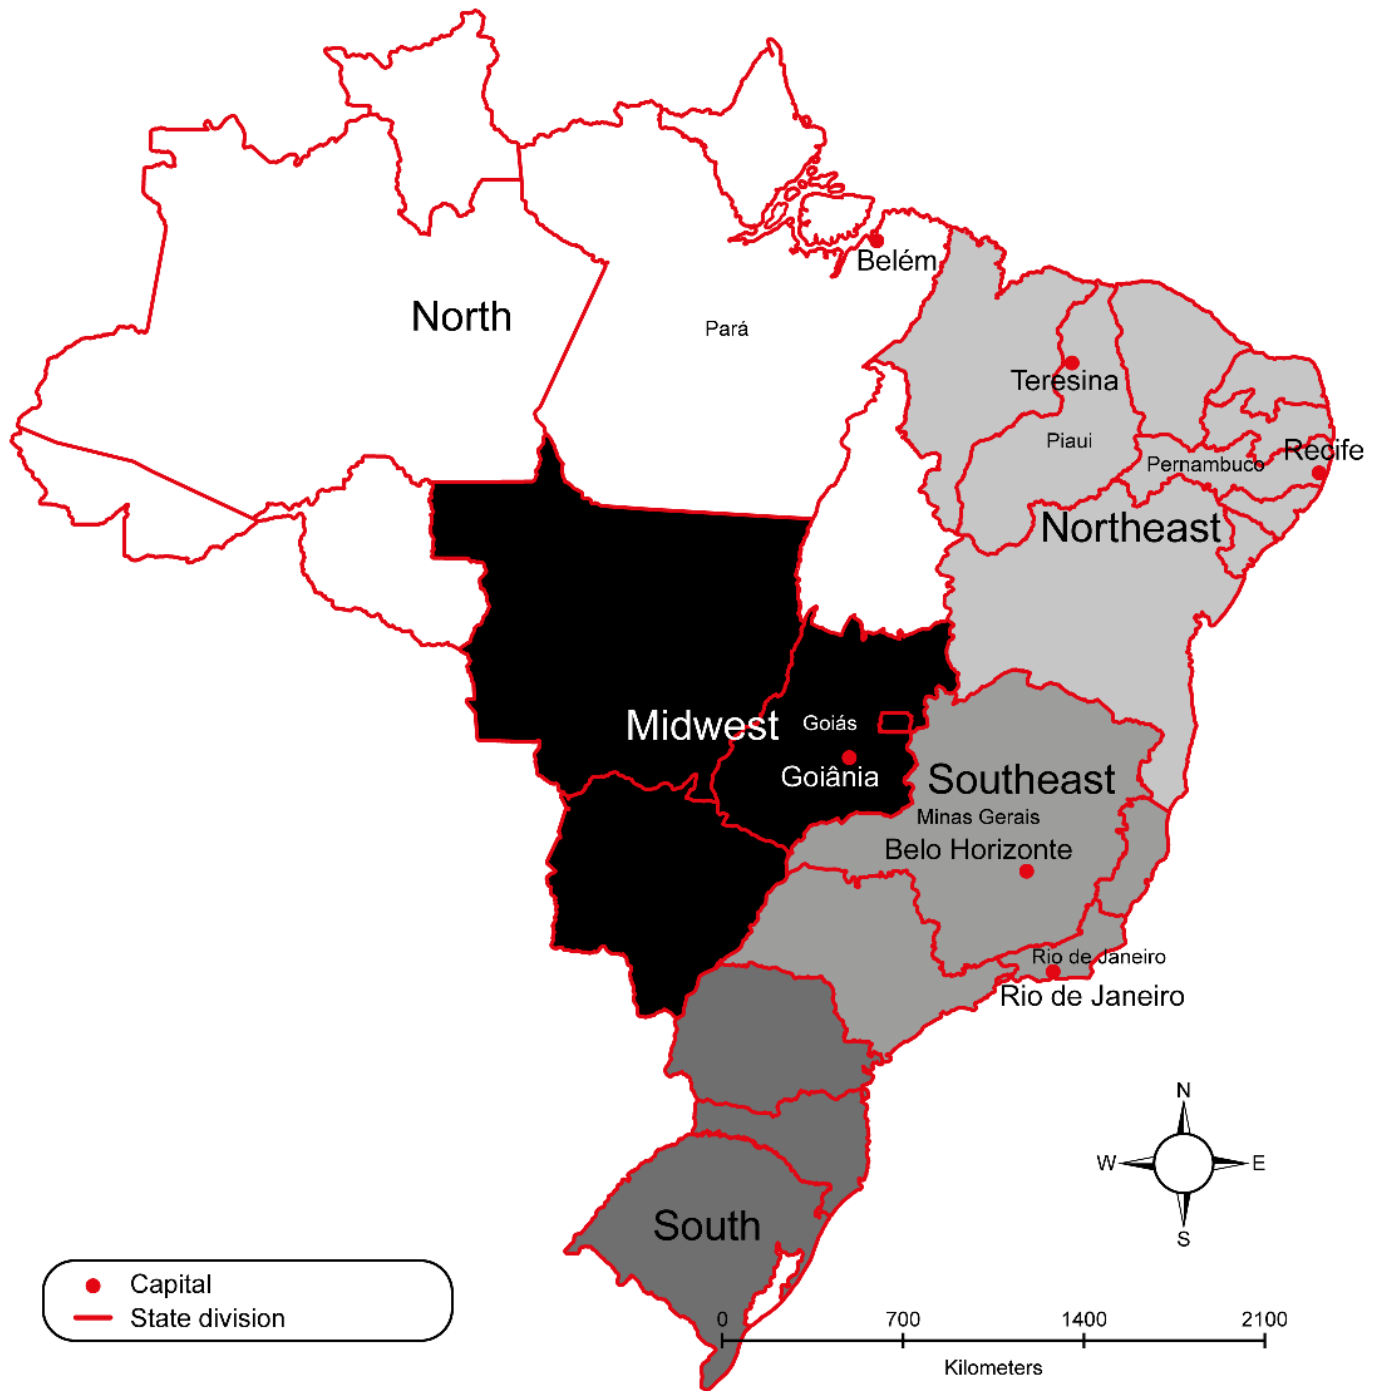 Belém
North
Pará
Teresina
Piaui
Recife
Pernambuco
Northeast
Midwest
Goiás
Goiânia
Southeast
Minas Gerais
Belo Horizonte
Rio de Janeiro
Rio de Janeiro
N
W
E
S
South
Capital
State division
0 700 1400 2100
Kilometers